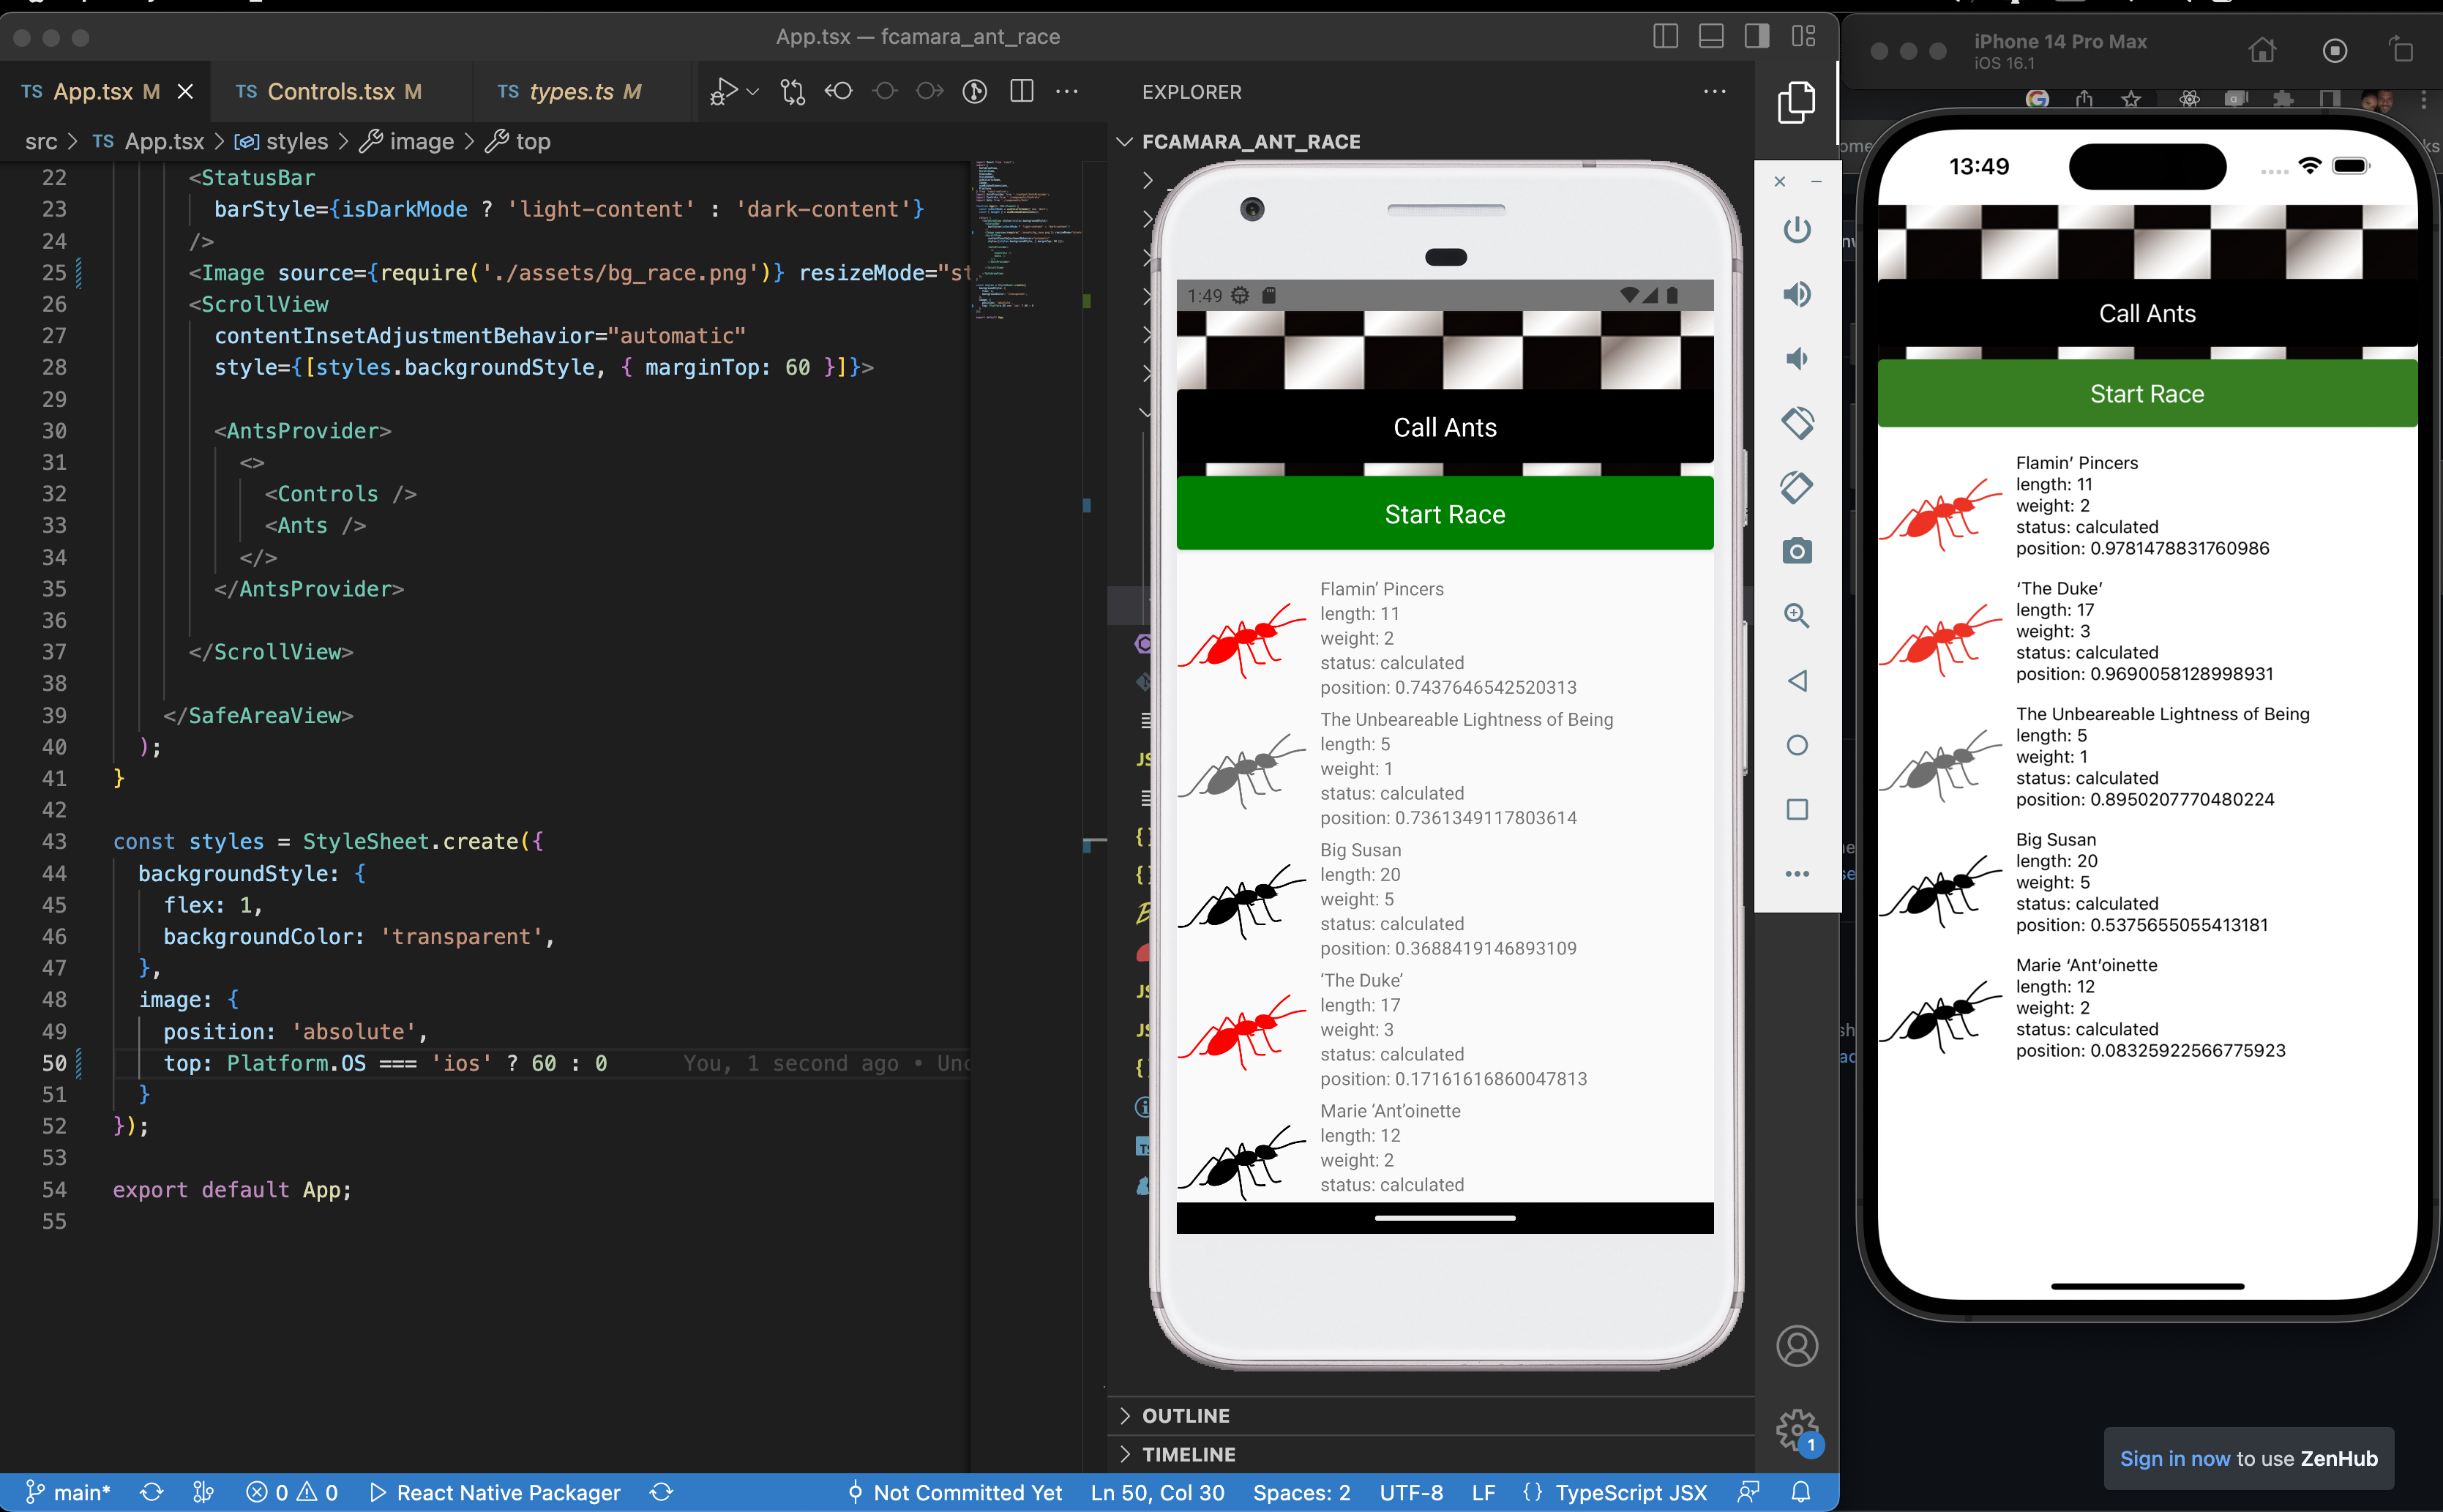 App.tsx — fcamara_ant_race
TS App.tsx M
TS Controls.tsx M
TS types.ts M
src > TS App.tsx > styles > image > top
22 <StatusBar
23 barStyle={isDarkMode ? 'light-content' : 'dark-content'}
24 />
25 <Image source={require('./assets/bg_race.png')} resizeMode="st
26 <ScrollView
27 contentInsetAdjustmentBehavior="automatic"
28 style={[styles.backgroundStyle, { marginTop: 60 }]}>
29
30 <AntsProvider>
31 <>
32 <Controls />
33 <Ants />
34 </>
35 </AntsProvider>
36
37 </ScrollView>
38
39 </SafeAreaView>
40 );
41 }
42
43 const styles = StyleSheet.create({
44 backgroundStyle: {
45 flex: 1,
46 backgroundColor: 'transparent',
47 },
48 image: {
49 position: 'absolute',
50 top: Platform.OS === 'ios' ? 60 : 0 You, 1 second ago • Unc
51 }
52 });
53
54 export default App;
55
EXPLORER
FCAMARA_ANT_RACE
1:49
Call Ants
Start Race
Flamin’ Pincers
length: 11
weight: 2
status: calculated
position: 0.7437646542520313
The Unbeareable Lightness of Being
length: 5
weight: 1
status: calculated
position: 0.7361349117803614
Big Susan
length: 20
weight: 5
status: calculated
position: 0.3688419146893109
‘The Duke’
length: 17
weight: 3
status: calculated
position: 0.17161616860047813
Marie ‘Ant’oinette
length: 12
weight: 2
status: calculated
OUTLINE
TIMELINE
1
iPhone 14 Pro Max
iOS 16.1
13:49
Call Ants
Start Race
Flamin’ Pincers
length: 11
weight: 2
status: calculated
position: 0.9781478831760986
‘The Duke’
length: 17
weight: 3
status: calculated
position: 0.9690058128998931
The Unbeareable Lightness of Being
length: 5
weight: 1
status: calculated
position: 0.8950207770480224
Big Susan
length: 20
weight: 5
status: calculated
position: 0.5375655055413181
Marie ‘Ant’oinette
length: 12
weight: 2
status: calculated
position: 0.08325922566775923
Sign in now to use ZenHub
main* 0 0 React Native Packager Not Committed Yet Ln 50, Col 30 Spaces: 2 UTF-8 LF {} TypeScript JSX